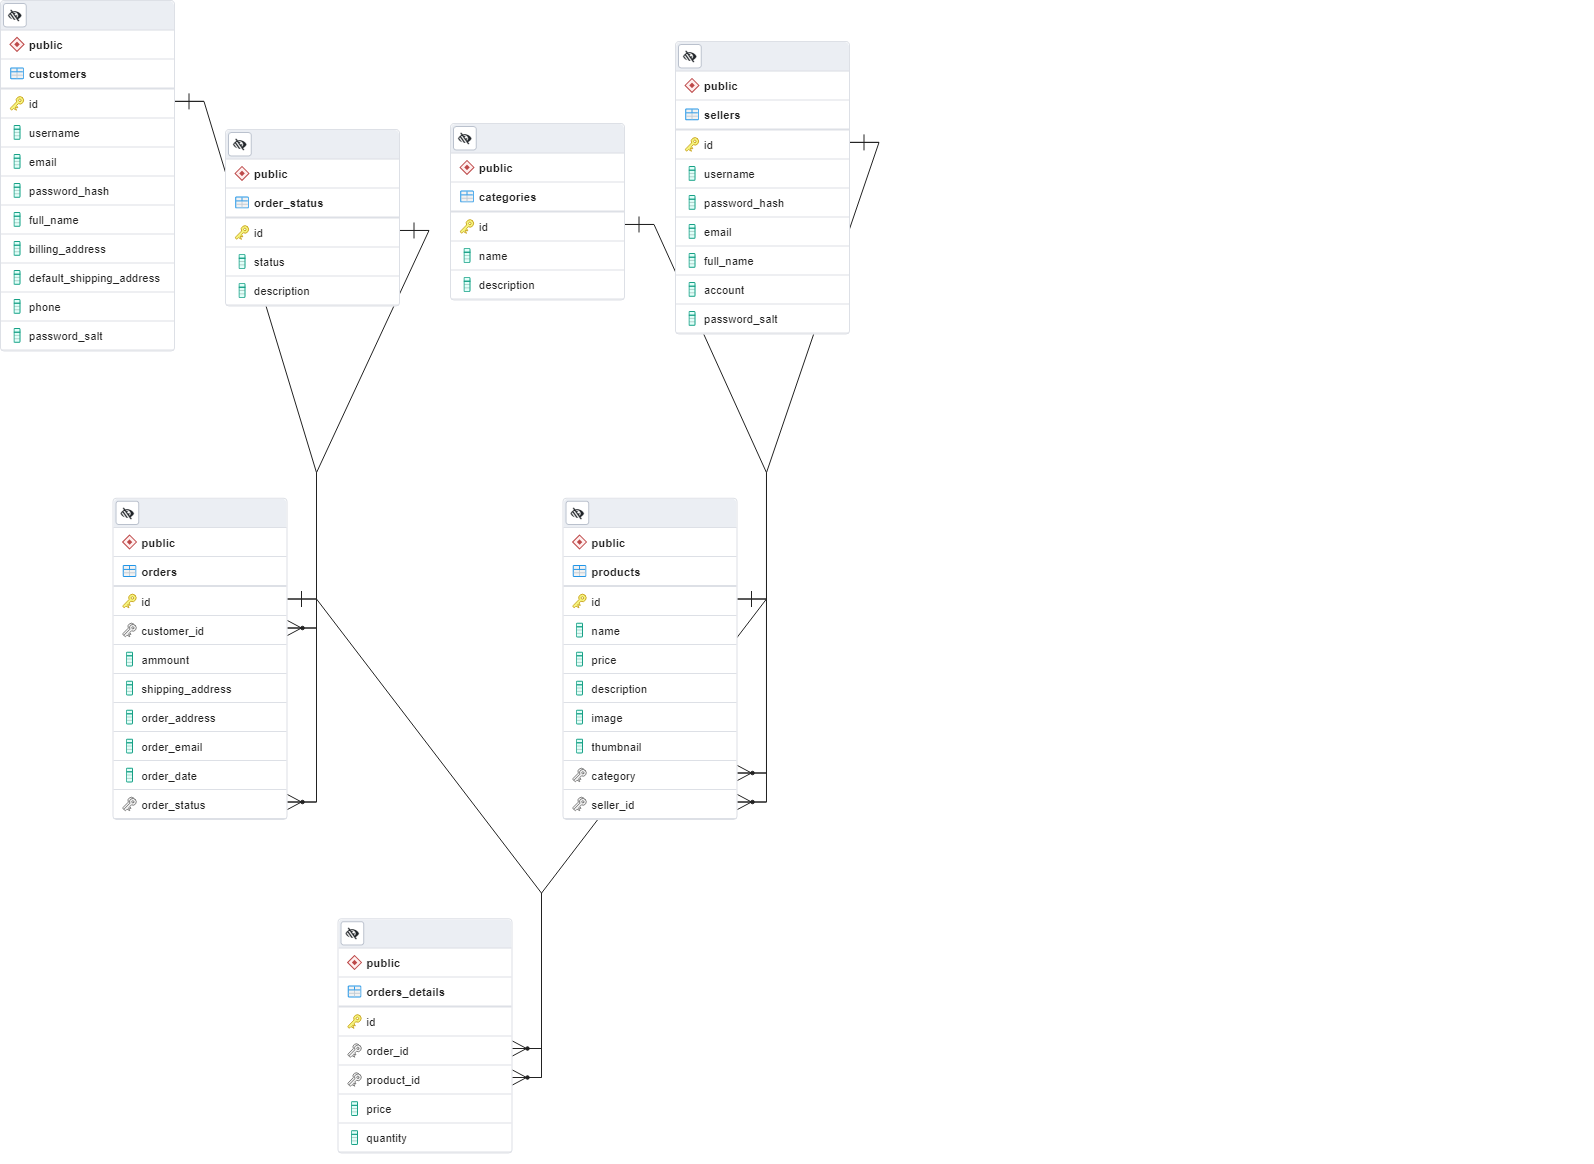 public
customers
id
username
email
password_hash
full_name
billing_address
default_shipping_address
phone
password_salt
public
order_status
id
status
description
public
categories
id
name
description
public
sellers
id
username
password_hash
email
full_name
account
password_salt
public
orders
id
customer_id
ammount
shipping_address
order_address
order_email
order_date
order_status
public
products
id
name
price
description
image
thumbnail
category
seller_id
public
orders_details
id
order_id
product_id
price
quantity